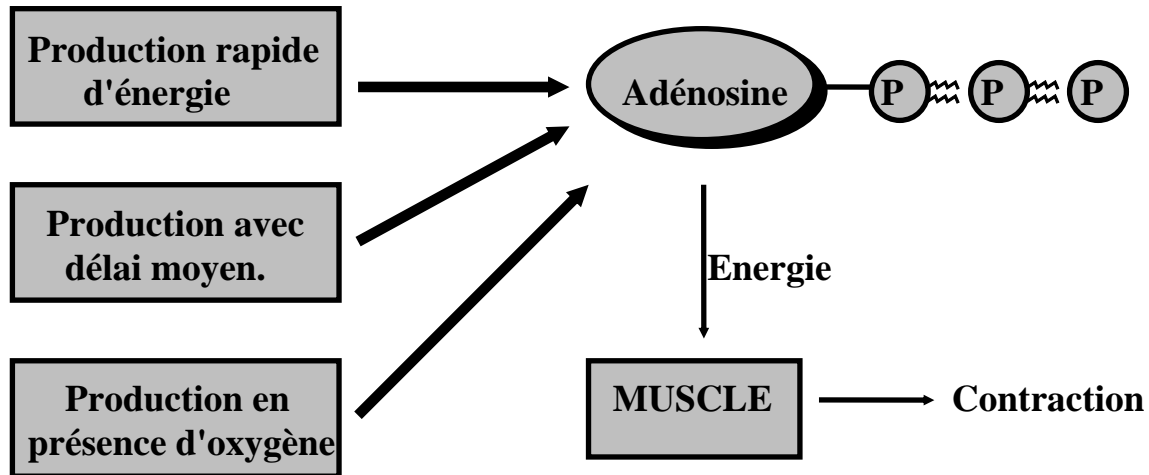 Production rapide
d'énergie
Adénosine
P P P
Production avec
délai moyen.
Energie
Production en
présence d'oxygène
MUSCLE
Contraction